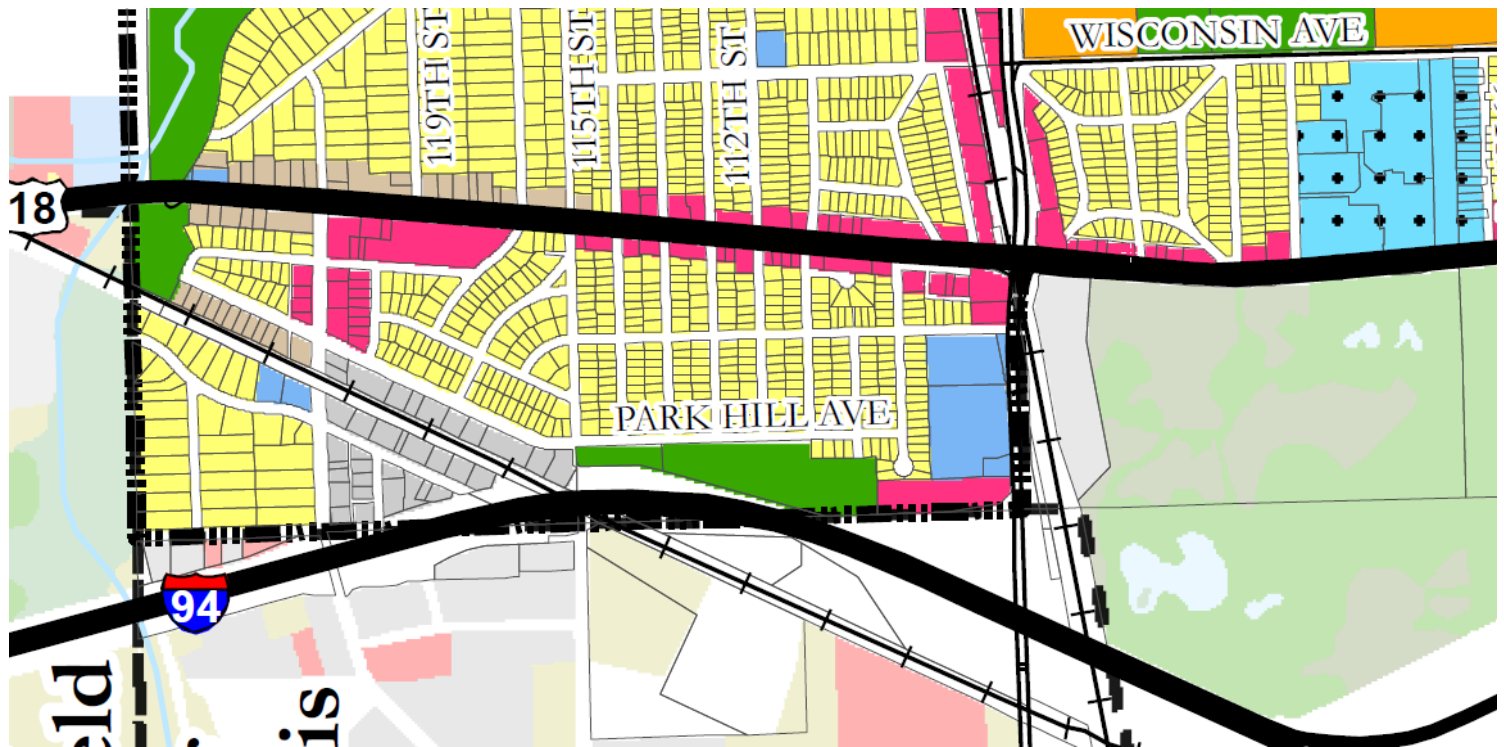 WISCONSIN AVE
119TH ST
115TH ST
112TH ST
18
PARK HILL AVE
94
eld
is